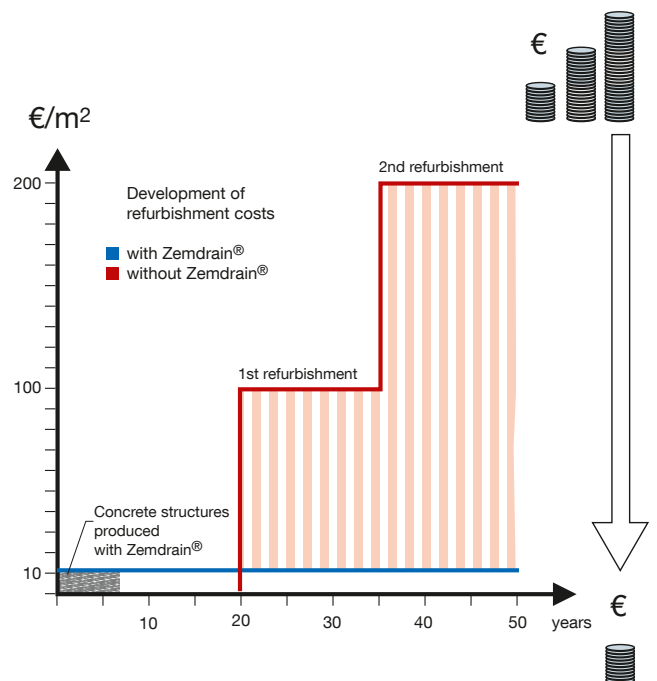 €
€/m²
2nd refurbishment
200
Development of
refurbishment costs
with Zemdrain®
without Zemdrain®
1st refurbishment
100
Concrete structures
produced
with Zemdrain®
10
10
20
30
40
50
years
€